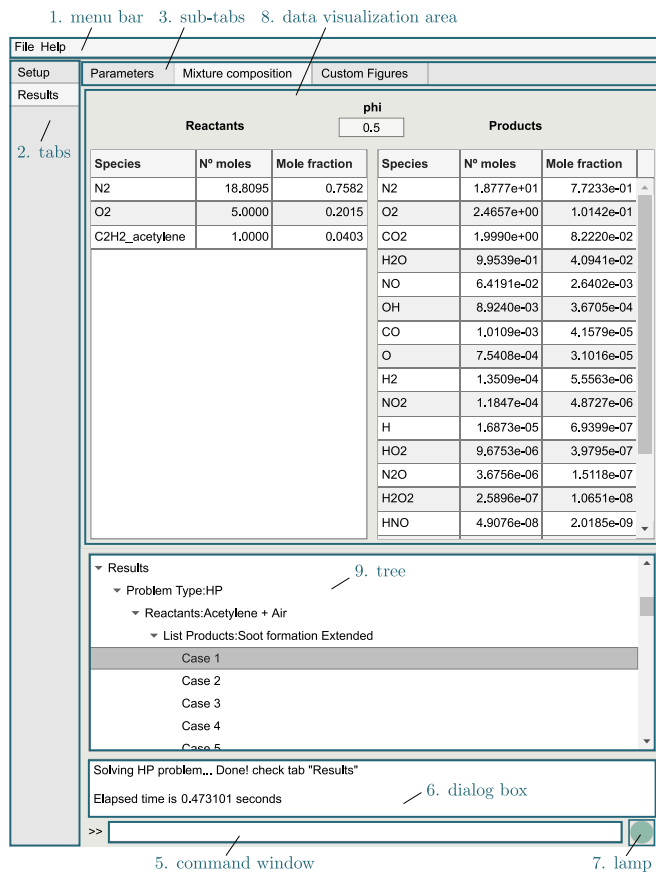 1. menu bar 3. sub-tabs 8. data visualization area
File Help
Setup
Results
2. tabs
Parameters Mixture composition Custom Figures
phi
Reactants 0.5 Products
Species Nº moles Mole fraction
N2 18.8095 0.7582
O2 5.0000 0.2015
C2H2_acetylene 1.0000 0.0403
Species Nº moles Mole fraction
N2 1.8777e+01 7.7233e-01
O2 2.4657e+00 1.0142e-01
CO2 1.9990e+00 8.2220e-02
H2O 9.9539e-01 4.0941e-02
NO 6.4191e-02 2.6402e-03
OH 8.9240e-03 3.6705e-04
CO 1.0109e-03 4.1579e-05
O 7.5408e-04 3.1016e-05
H2 1.3509e-04 5.5563e-06
NO2 1.1847e-04 4.8727e-06
H 1.6873e-05 6.9399e-07
HO2 9.6753e-06 3.9795e-07
N2O 3.6756e-06 1.5118e-07
H2O2 2.5896e-07 1.0651e-08
HNO 4.9076e-08 2.0185e-09
Results
9. tree
Problem Type:HP
Reactants:Acetylene + Air
List Products:Soot formation Extended
Case 1
Case 2
Case 3
Case 4
Case 5
Solving HP problem... Done! check tab "Results"
Elapsed time is 0.473101 seconds
6. dialog box
>>
5. command window 7. lamp